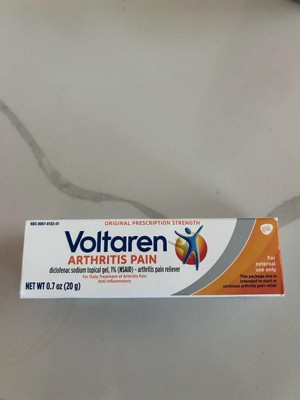 NDC 0067-8152-01
ORIGINAL PRESCRIPTION STRENGTH
Voltaren
ARTHRITIS PAIN
diclofenac sodium topical gel, 1% (NSAID) - arthritis pain reliever
For Daily Treatment of Arthritis Pain
Anti-inflammatory
NET WT 0.7 oz (20 g)
gsk
For
external
use only
This package size is
intended to start or
continue arthritis pain relief.